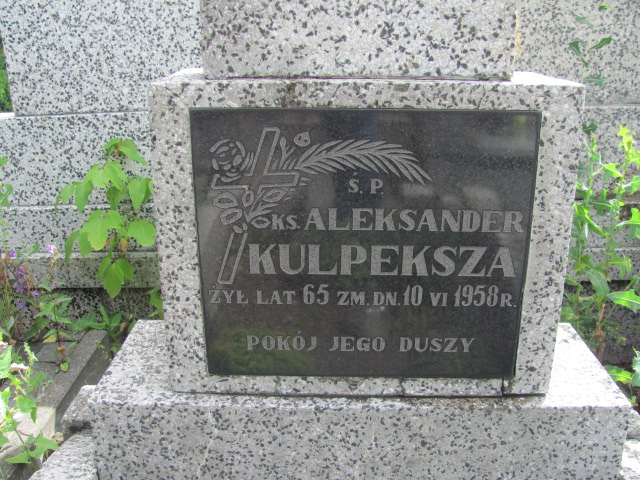 Ś.P.
KS. ALEKSANDER
KULPEKSZA
ŻYŁ LAT 65 ZM. DN. 10 VI 1958 R.
POKÓJ JEGO DUSZY